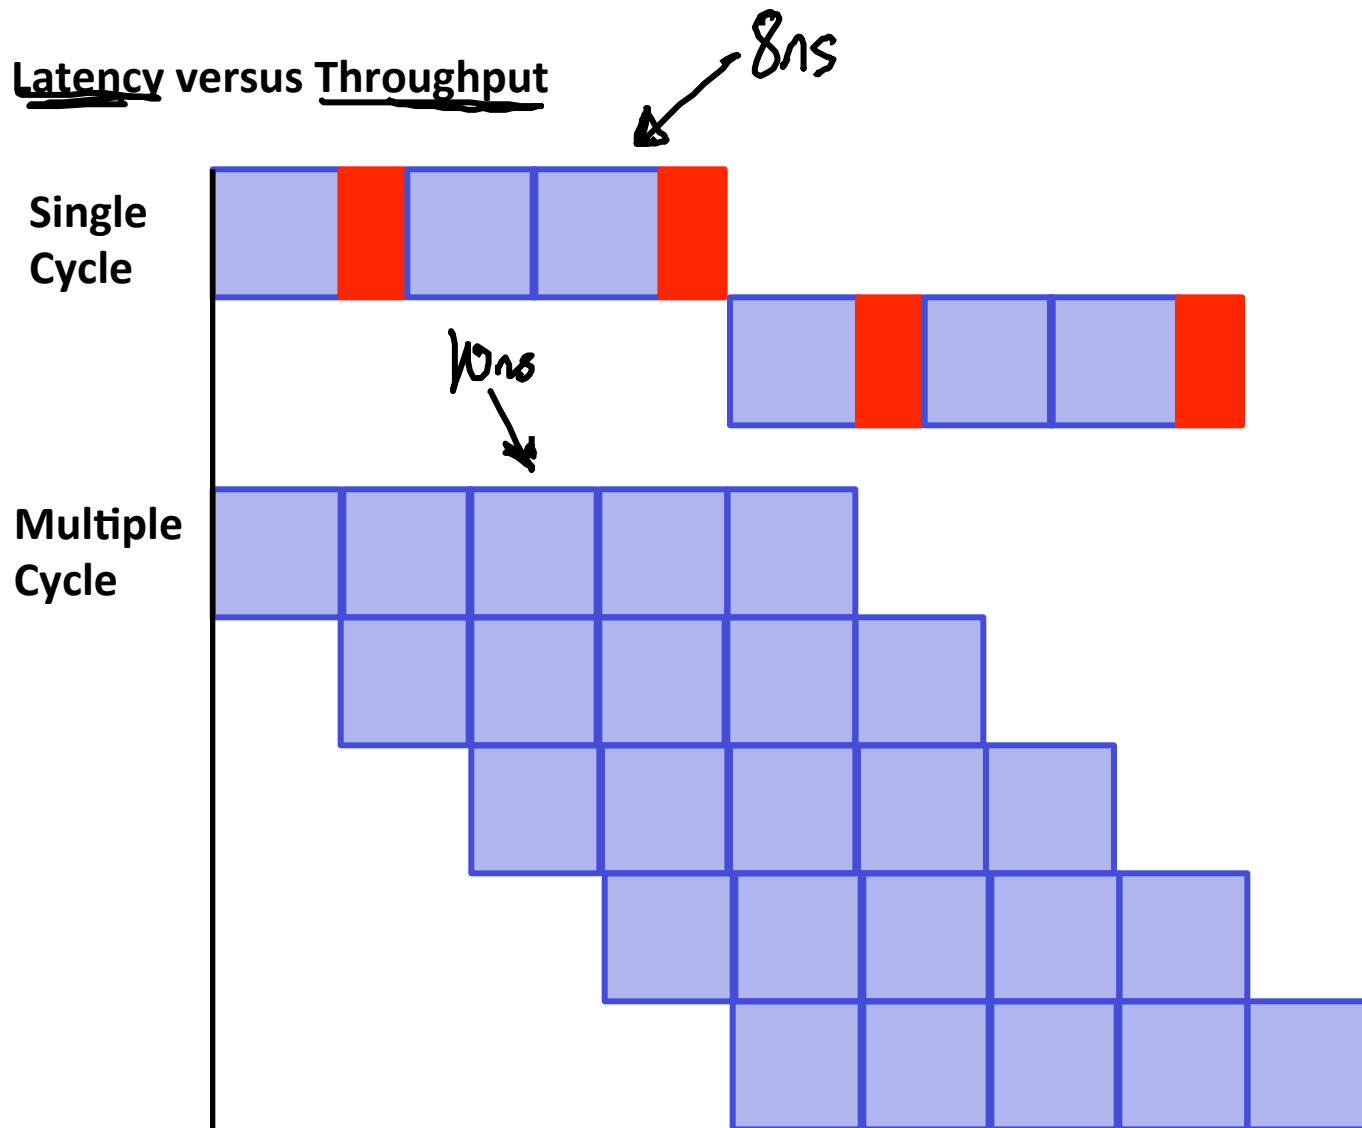 Latency versus Throughput
8ns
Single
Cycle
10ns
Multiple
Cycle